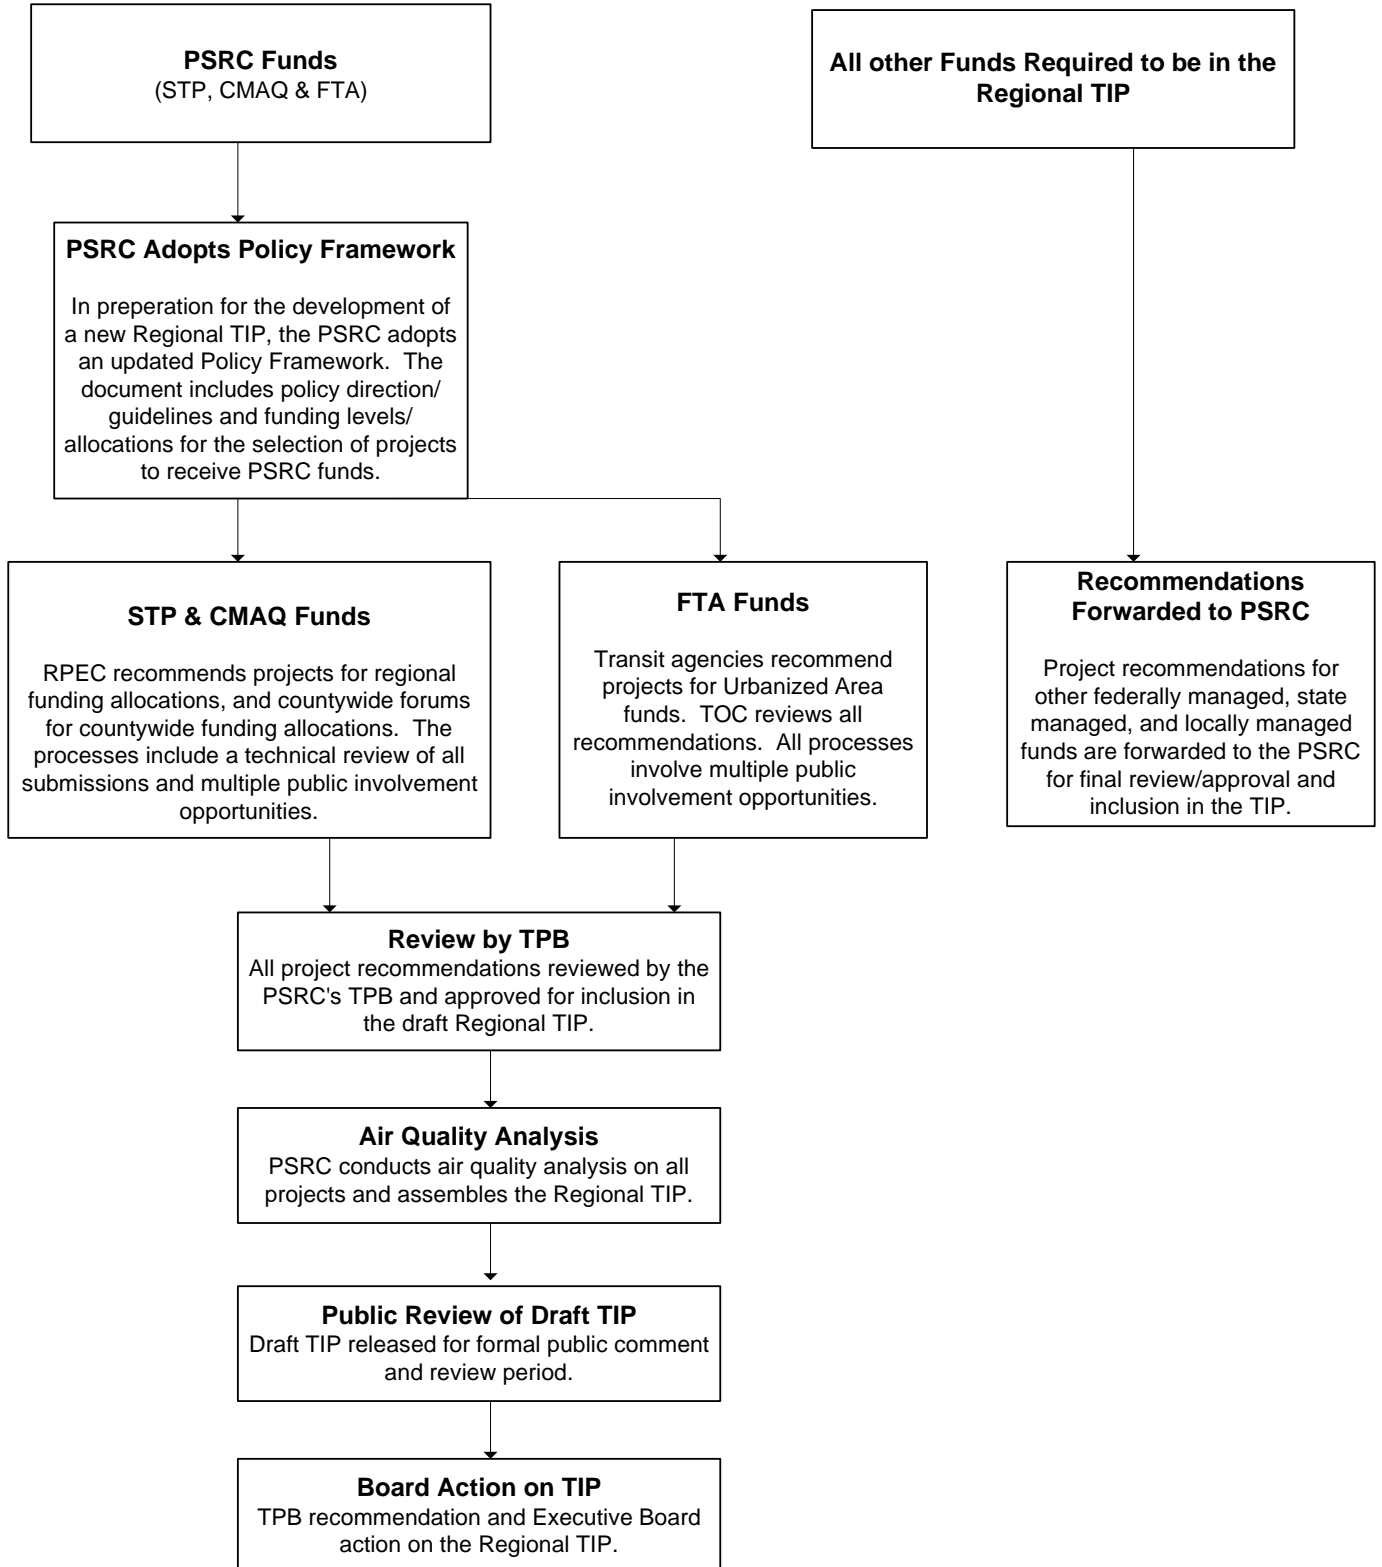 PSRC Funds
(STP, CMAQ & FTA)
All other Funds Required to be in the
Regional TIP
PSRC Adopts Policy Framework
In preperation for the development of
a new Regional TIP, the PSRC adopts
an updated Policy Framework. The
document includes policy direction/
guidelines and funding levels/
allocations for the selection of projects
to receive PSRC funds.
STP & CMAQ Funds
RPEC recommends projects for regional
funding allocations, and countywide forums
for countywide funding allocations. The
processes include a technical review of all
submissions and multiple public involvement
opportunities.
FTA Funds
Transit agencies recommend
projects for Urbanized Area
funds. TOC reviews all
recommendations. All processes
involve multiple public
involvement opportunities.
Recommendations
Forwarded to PSRC
Project recommendations for
other federally managed, state
managed, and locally managed
funds are forwarded to the PSRC
for final review/approval and
inclusion in the TIP.
Review by TPB
All project recommendations reviewed by the
PSRC's TPB and approved for inclusion in
the draft Regional TIP.
Air Quality Analysis
PSRC conducts air quality analysis on all
projects and assembles the Regional TIP.
Public Review of Draft TIP
Draft TIP released for formal public comment
and review period.
Board Action on TIP
TPB recommendation and Executive Board
action on the Regional TIP.